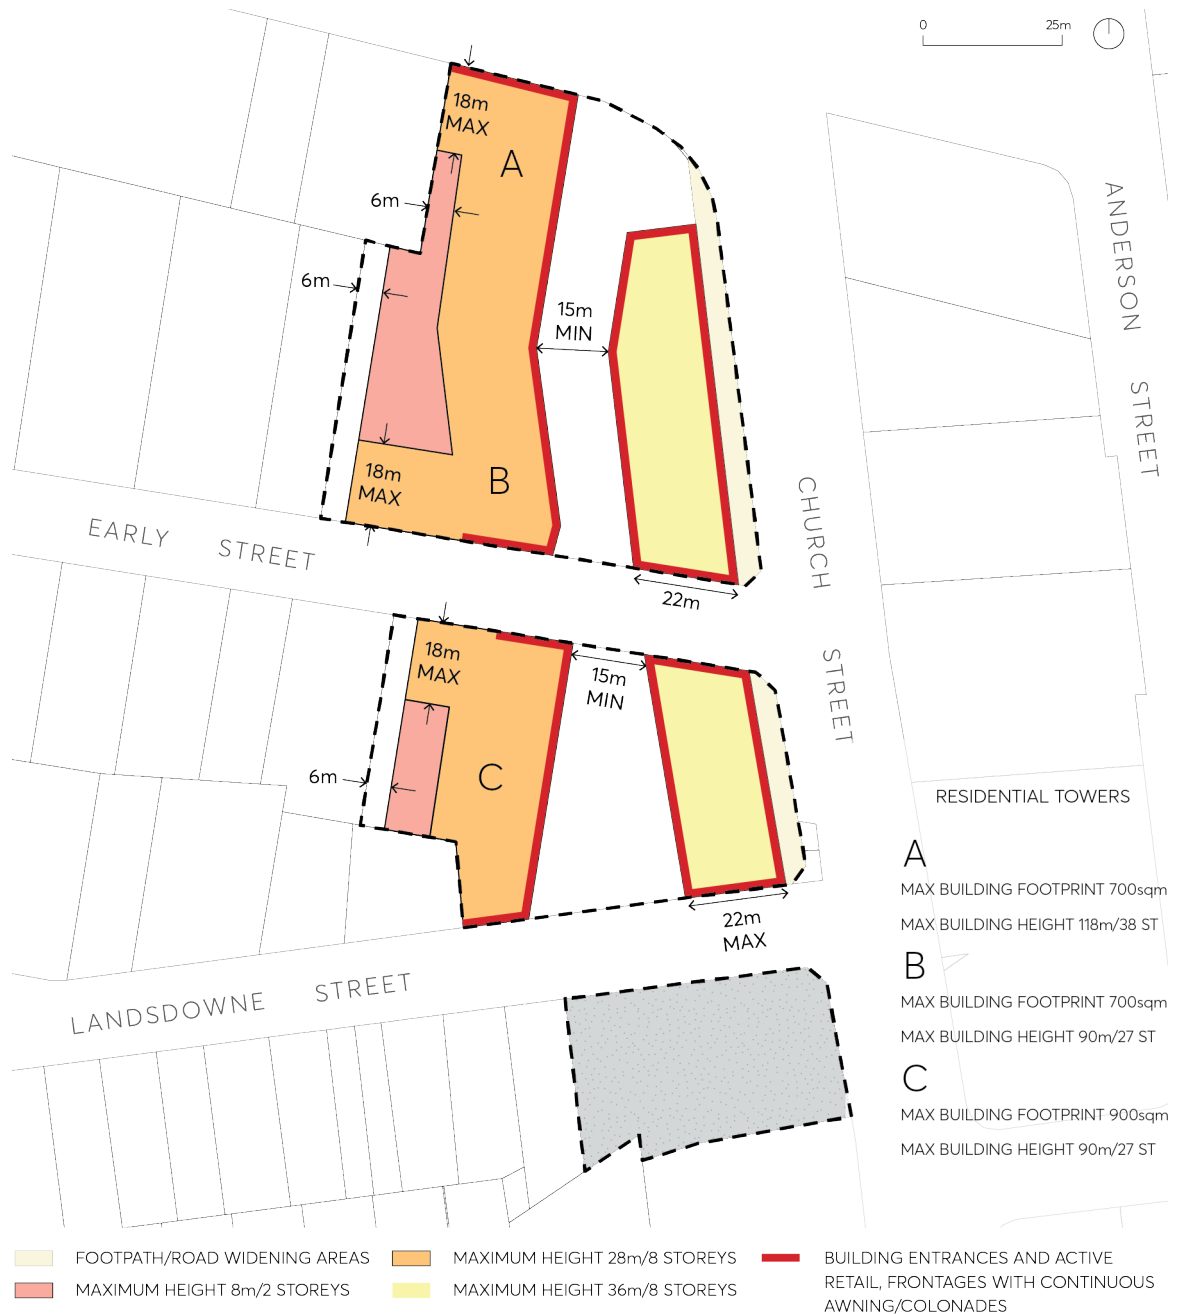 0 25m
18m
MAX
A
6m
6m
15m
MIN
18m
MAX
B
22m
EARLY STREET
CHURCH STREET
ANDERSON STREET
18m
MAX
15m
MIN
6m
C
22m
MAX
LANDSDOWNE STREET
RESIDENTIAL TOWERS
A
MAX BUILDING FOOTPRINT 700sqm
MAX BUILDING HEIGHT 118m/38 ST
B
MAX BUILDING FOOTPRINT 700sqm
MAX BUILDING HEIGHT 90m/27 ST
C
MAX BUILDING FOOTPRINT 900sqm
MAX BUILDING HEIGHT 90m/27 ST
FOOTPATH/ROAD WIDENING AREAS
MAXIMUM HEIGHT 8m/2 STOREYS
MAXIMUM HEIGHT 28m/8 STOREYS
MAXIMUM HEIGHT 36m/8 STOREYS
BUILDING ENTRANCES AND ACTIVE
RETAIL, FRONTAGES WITH CONTINUOUS
AWNING/COLONADES